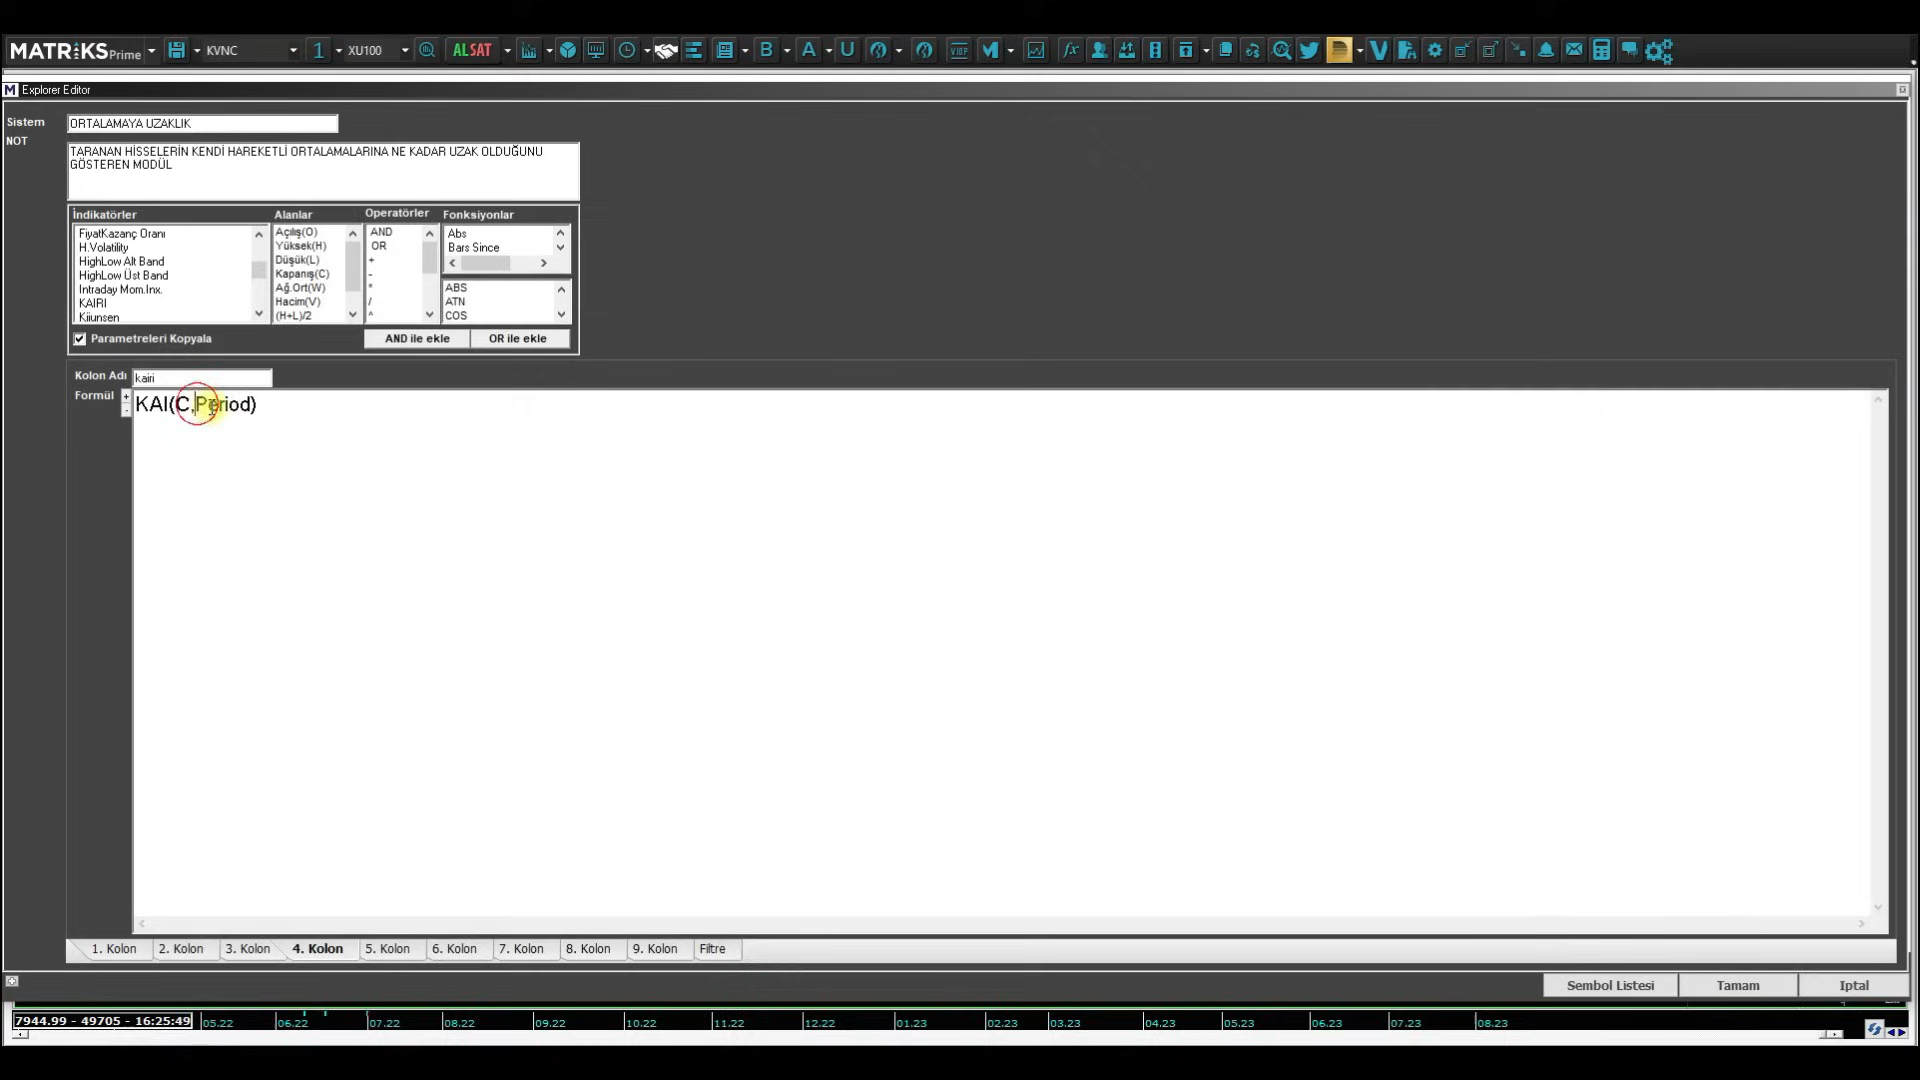 MATRIKS Prime KVNC 1 XU100 ALSAT B A U VIOP fx
Explorer Editor
Sistem ORTALAMAYA UZAKLIK
NOT
TARANAN HİSSELERİN KENDİ HAREKETLİ ORTALAMALARINA NE KADAR UZAK OLDUĞUNU
GÖSTEREN MODÜL
İndikatörler Alanlar Operatörler Fonksiyonlar
FiyatKazanç Oranı Açılış(O) AND Abs
H.Volatility Yüksek(H) OR Bars Since
HighLow Alt Band Düşük(L) +
HighLow Üst Band Kapanış(C) -
Intraday Mom.Inx. Ağ.Ort(W) * ABS
KAIRI Hacim(V) / ATN
Kijunsen (H+L)/2 ^ COS
Parametreleri Kopyala AND ile ekle OR ile ekle
Kolon Adı kairi
Formül + -
KAI(C,Period)
1. Kolon 2. Kolon 3. Kolon 4. Kolon 5. Kolon 6. Kolon 7. Kolon 8. Kolon 9. Kolon Filtre
Sembol Listesi Tamam Iptal
7944.99 - 49705 - 16:25:49 05.22 06.22 07.22 08.22 09.22 10.22 11.22 12.22 01.23 02.23 03.23 04.23 05.23 06.23 07.23 08.23